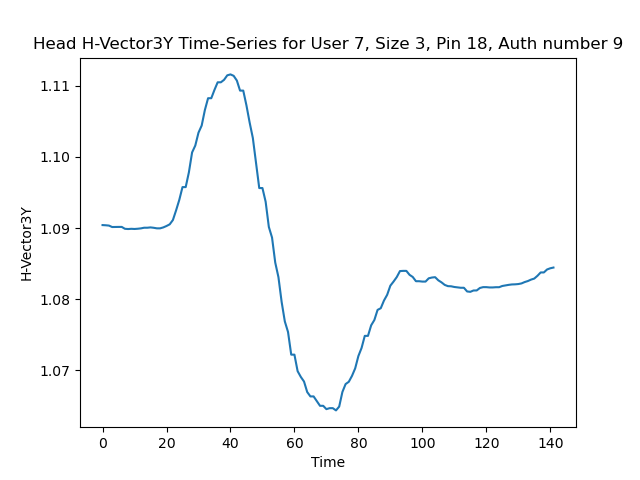 Head H-Vector3Y Time-Series for User 7, Size 3, Pin 18, Auth number 9
1.11
1.10
1.09
1.08
1.07
H-Vector3Y
0 20 40 60 80 100 120 140
Time